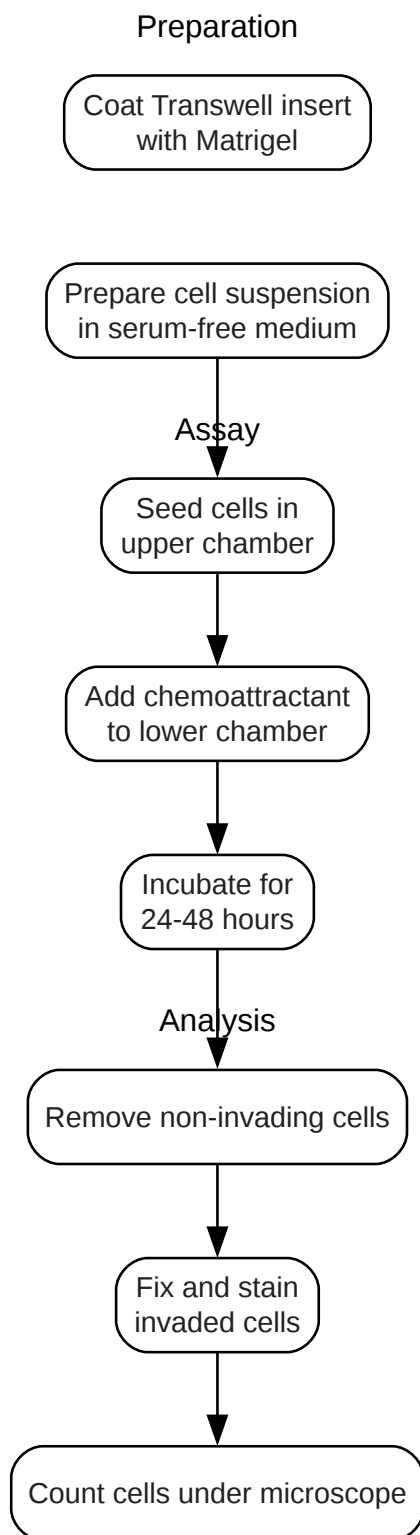 Preparation
Coat Transwell insert
with Matrigel
Prepare cell suspension
in serum-free medium
Assay
Seed cells in
upper chamber
Add chemoattractant
to lower chamber
Incubate for
24-48 hours
Analysis
Remove non-invading cells
Fix and stain
invaded cells
Count cells under microscope